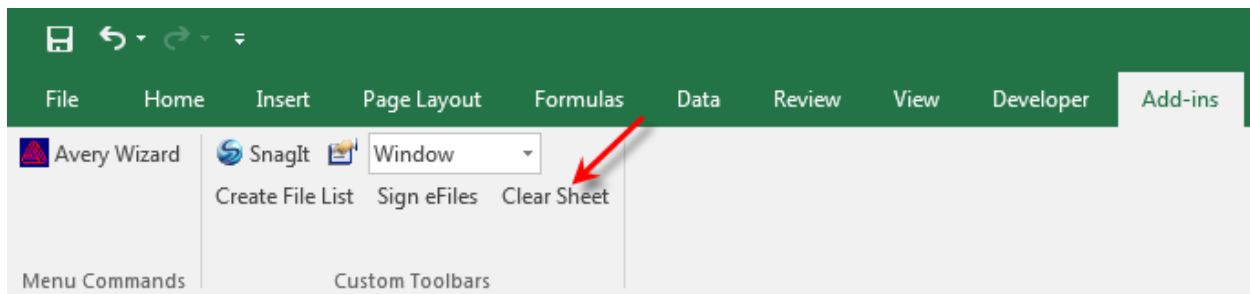 File Home Insert Page Layout Formulas Data Review View Developer Add-ins
Avery Wizard SnagIt Window
Create File List Sign eFiles Clear Sheet
Menu Commands Custom Toolbars